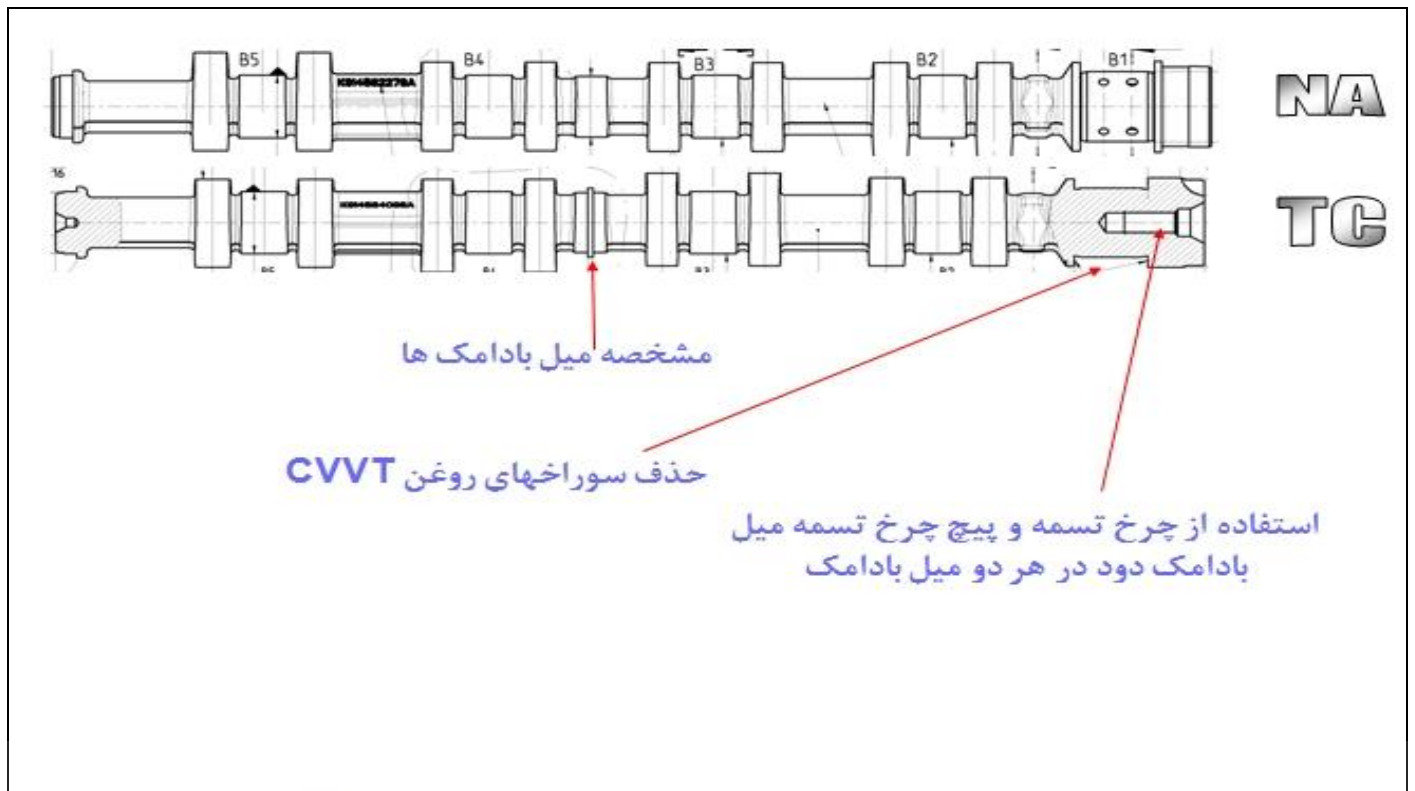 B5
B4
B3
B2
B1
NA
TC
مشخصه میل بادامک ها
حذف سوراخهای روغن CVVT
استفاده از چرخ تسمه و پیچ چرخ تسمه میل
بادامک دود در هر دو میل بادامک